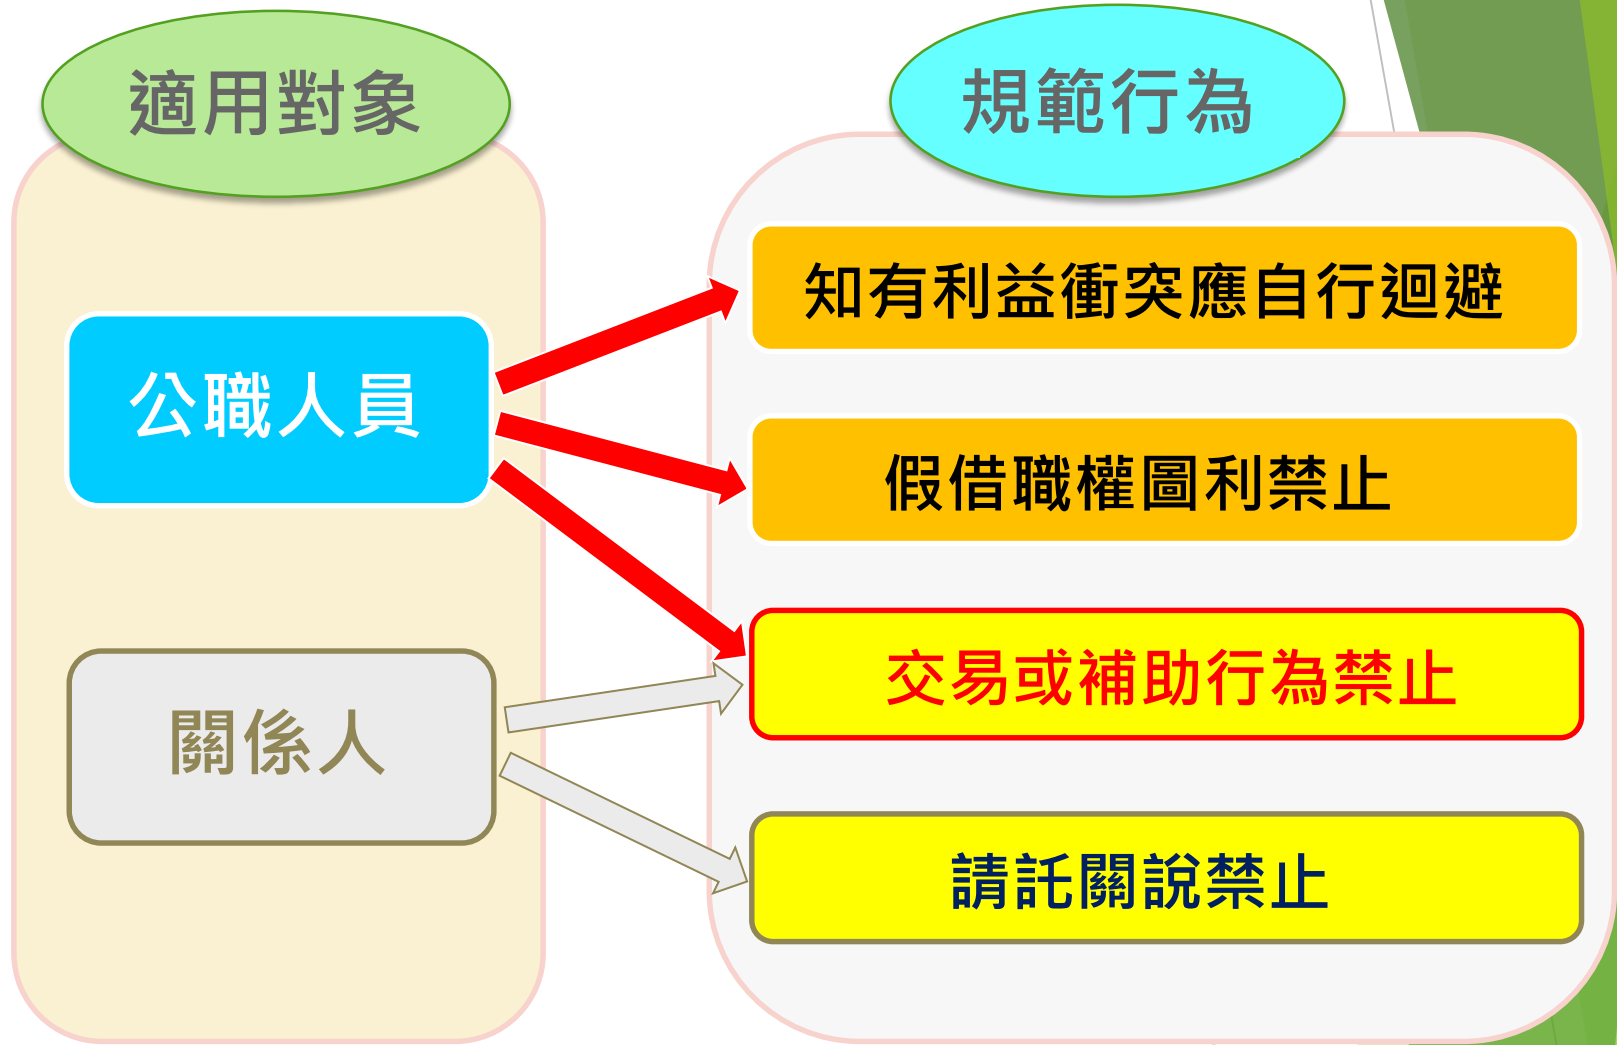 適用對象
公職人員
關係人
規範行為
知有利益衝突應自行迴避
假借職權圖利禁止
交易或補助行為禁止
請託關說禁止